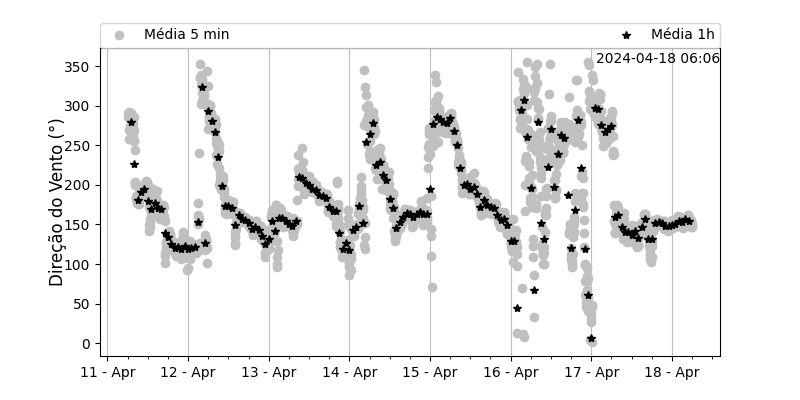 Média 5 min
Média 1h
2024-04-18 06:06
Direção do Vento (°)
350
300
250
200
150
100
50
0
11 - Apr
12 - Apr
13 - Apr
14 - Apr
15 - Apr
16 - Apr
17 - Apr
18 - Apr